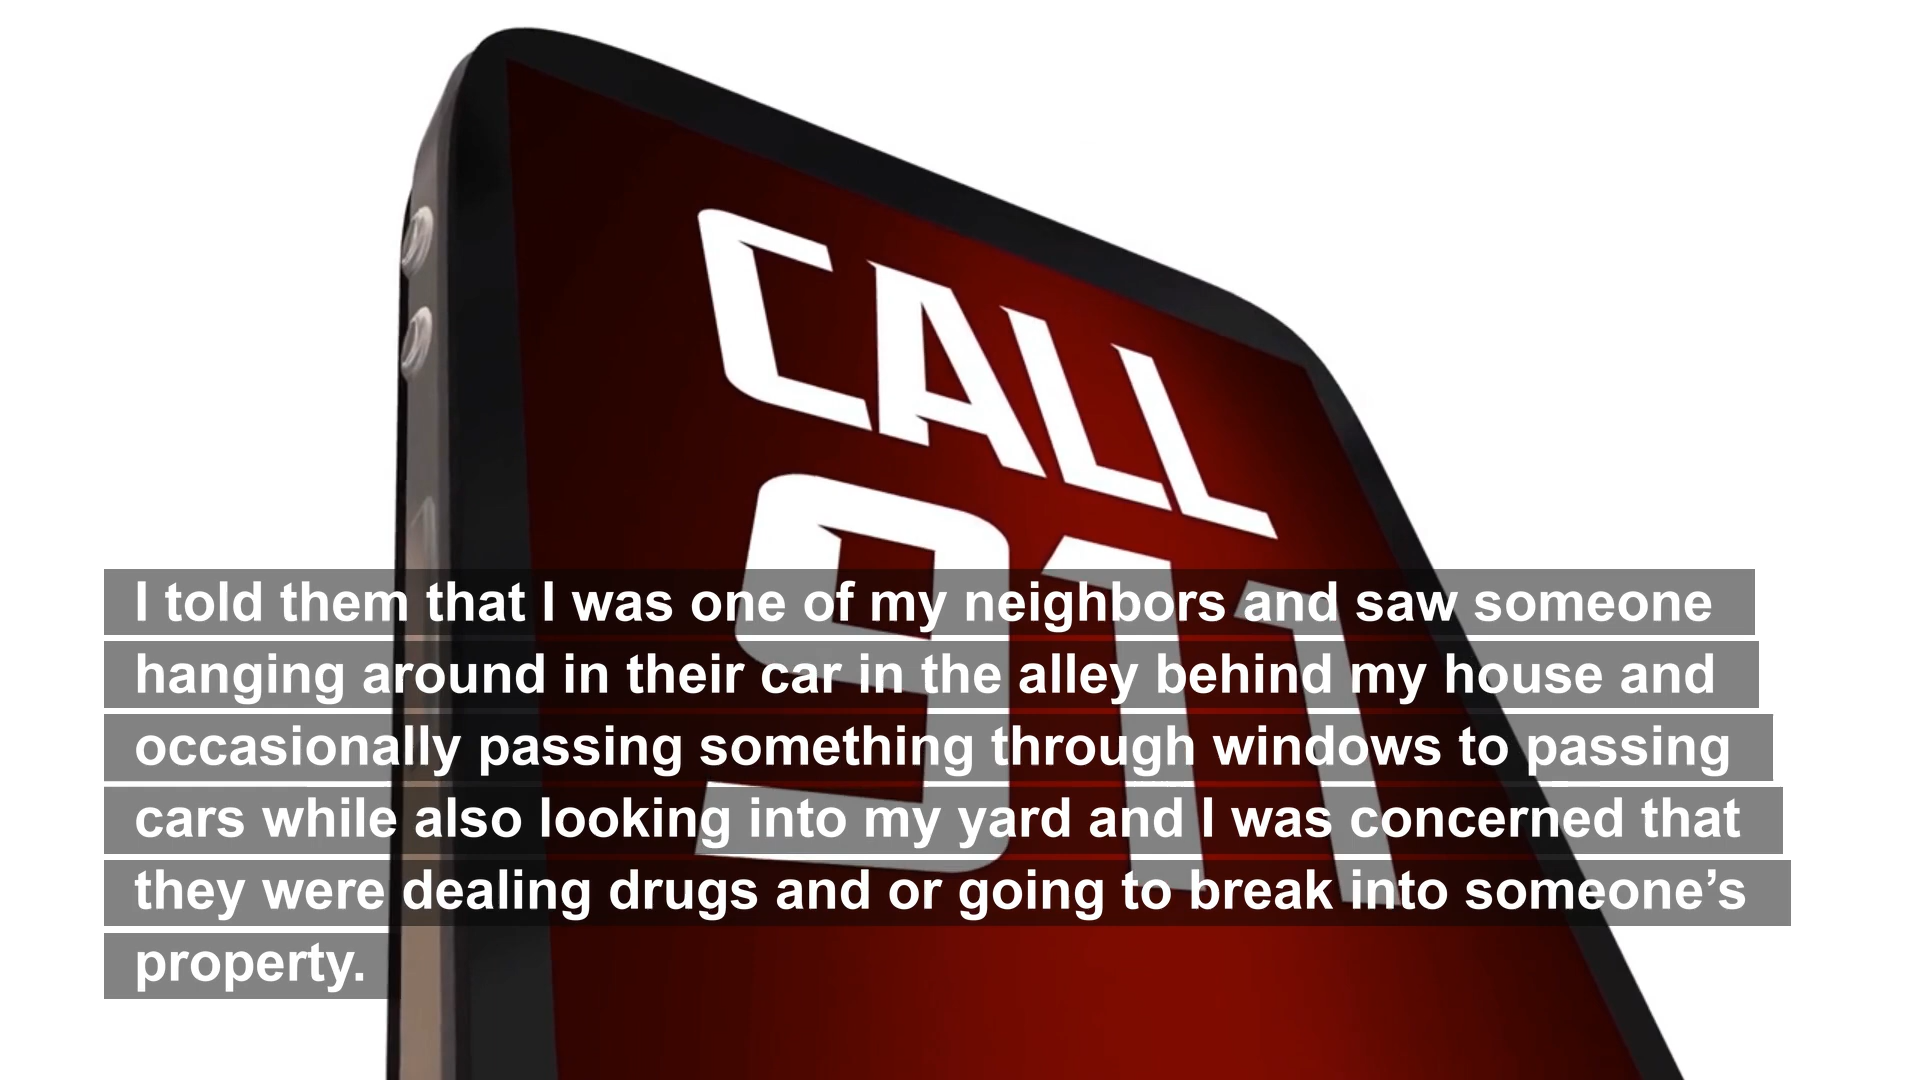 CALL
911
I told them that I was one of my neighbors and saw someone
hanging around in their car in the alley behind my house and
occasionally passing something through windows to passing
cars while also looking into my yard and I was concerned that
they were dealing drugs and or going to break into someone’s
property.